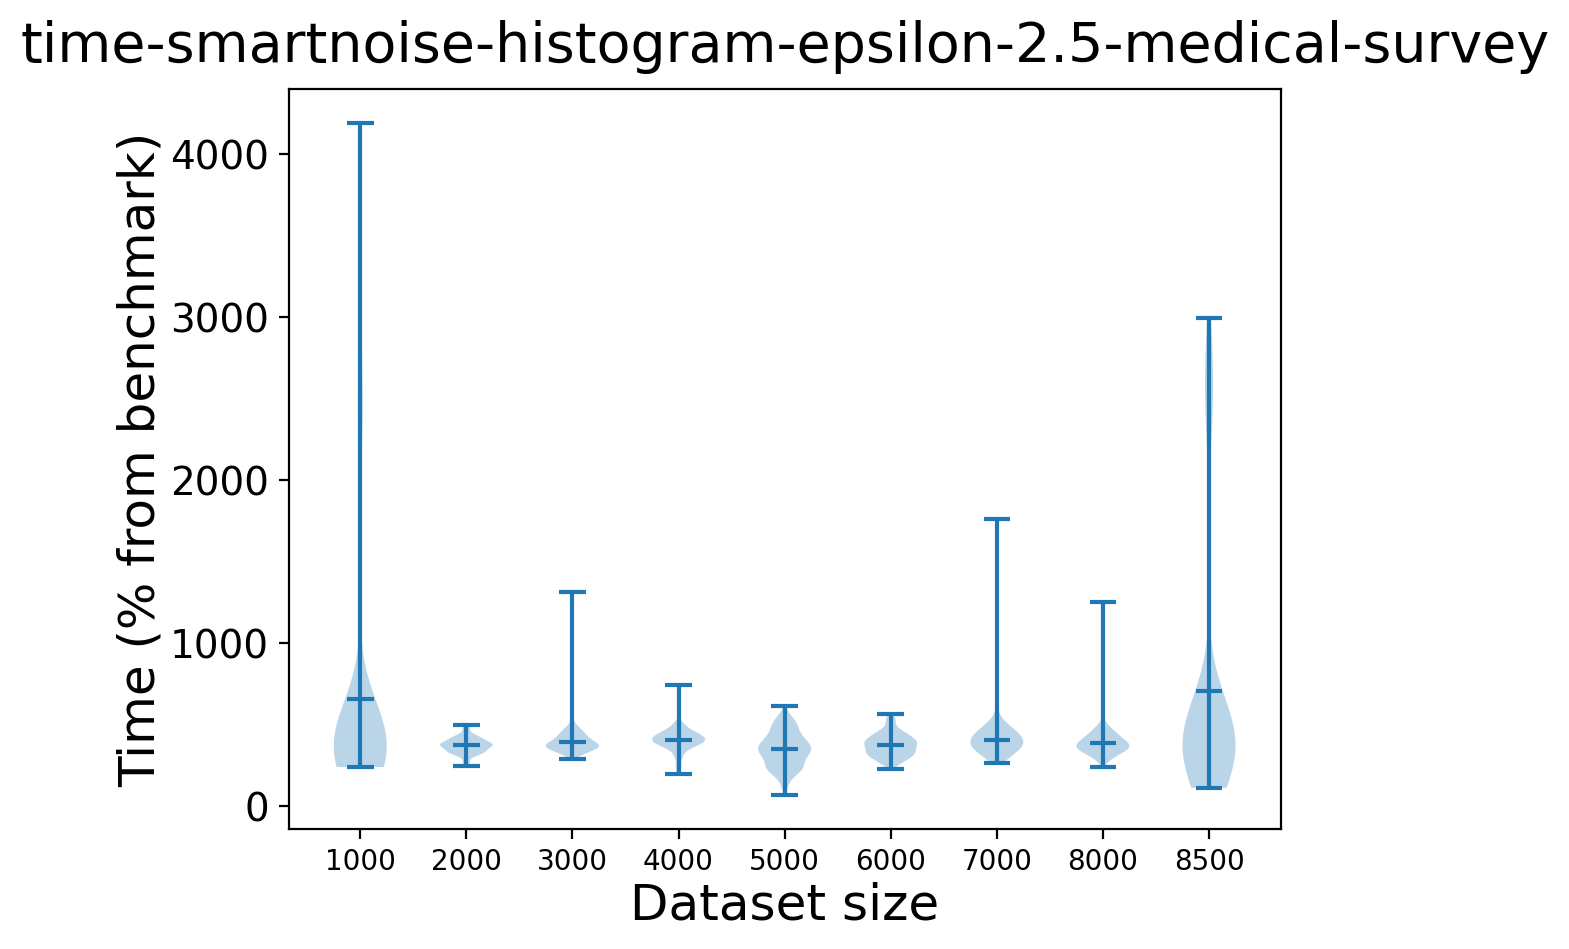 time-smartnoise-histogram-epsilon-2.5-medical-survey
Time (% from benchmark)
4000
3000
2000
1000
0
1000 2000 3000 4000 5000 6000 7000 8000 8500
Dataset size